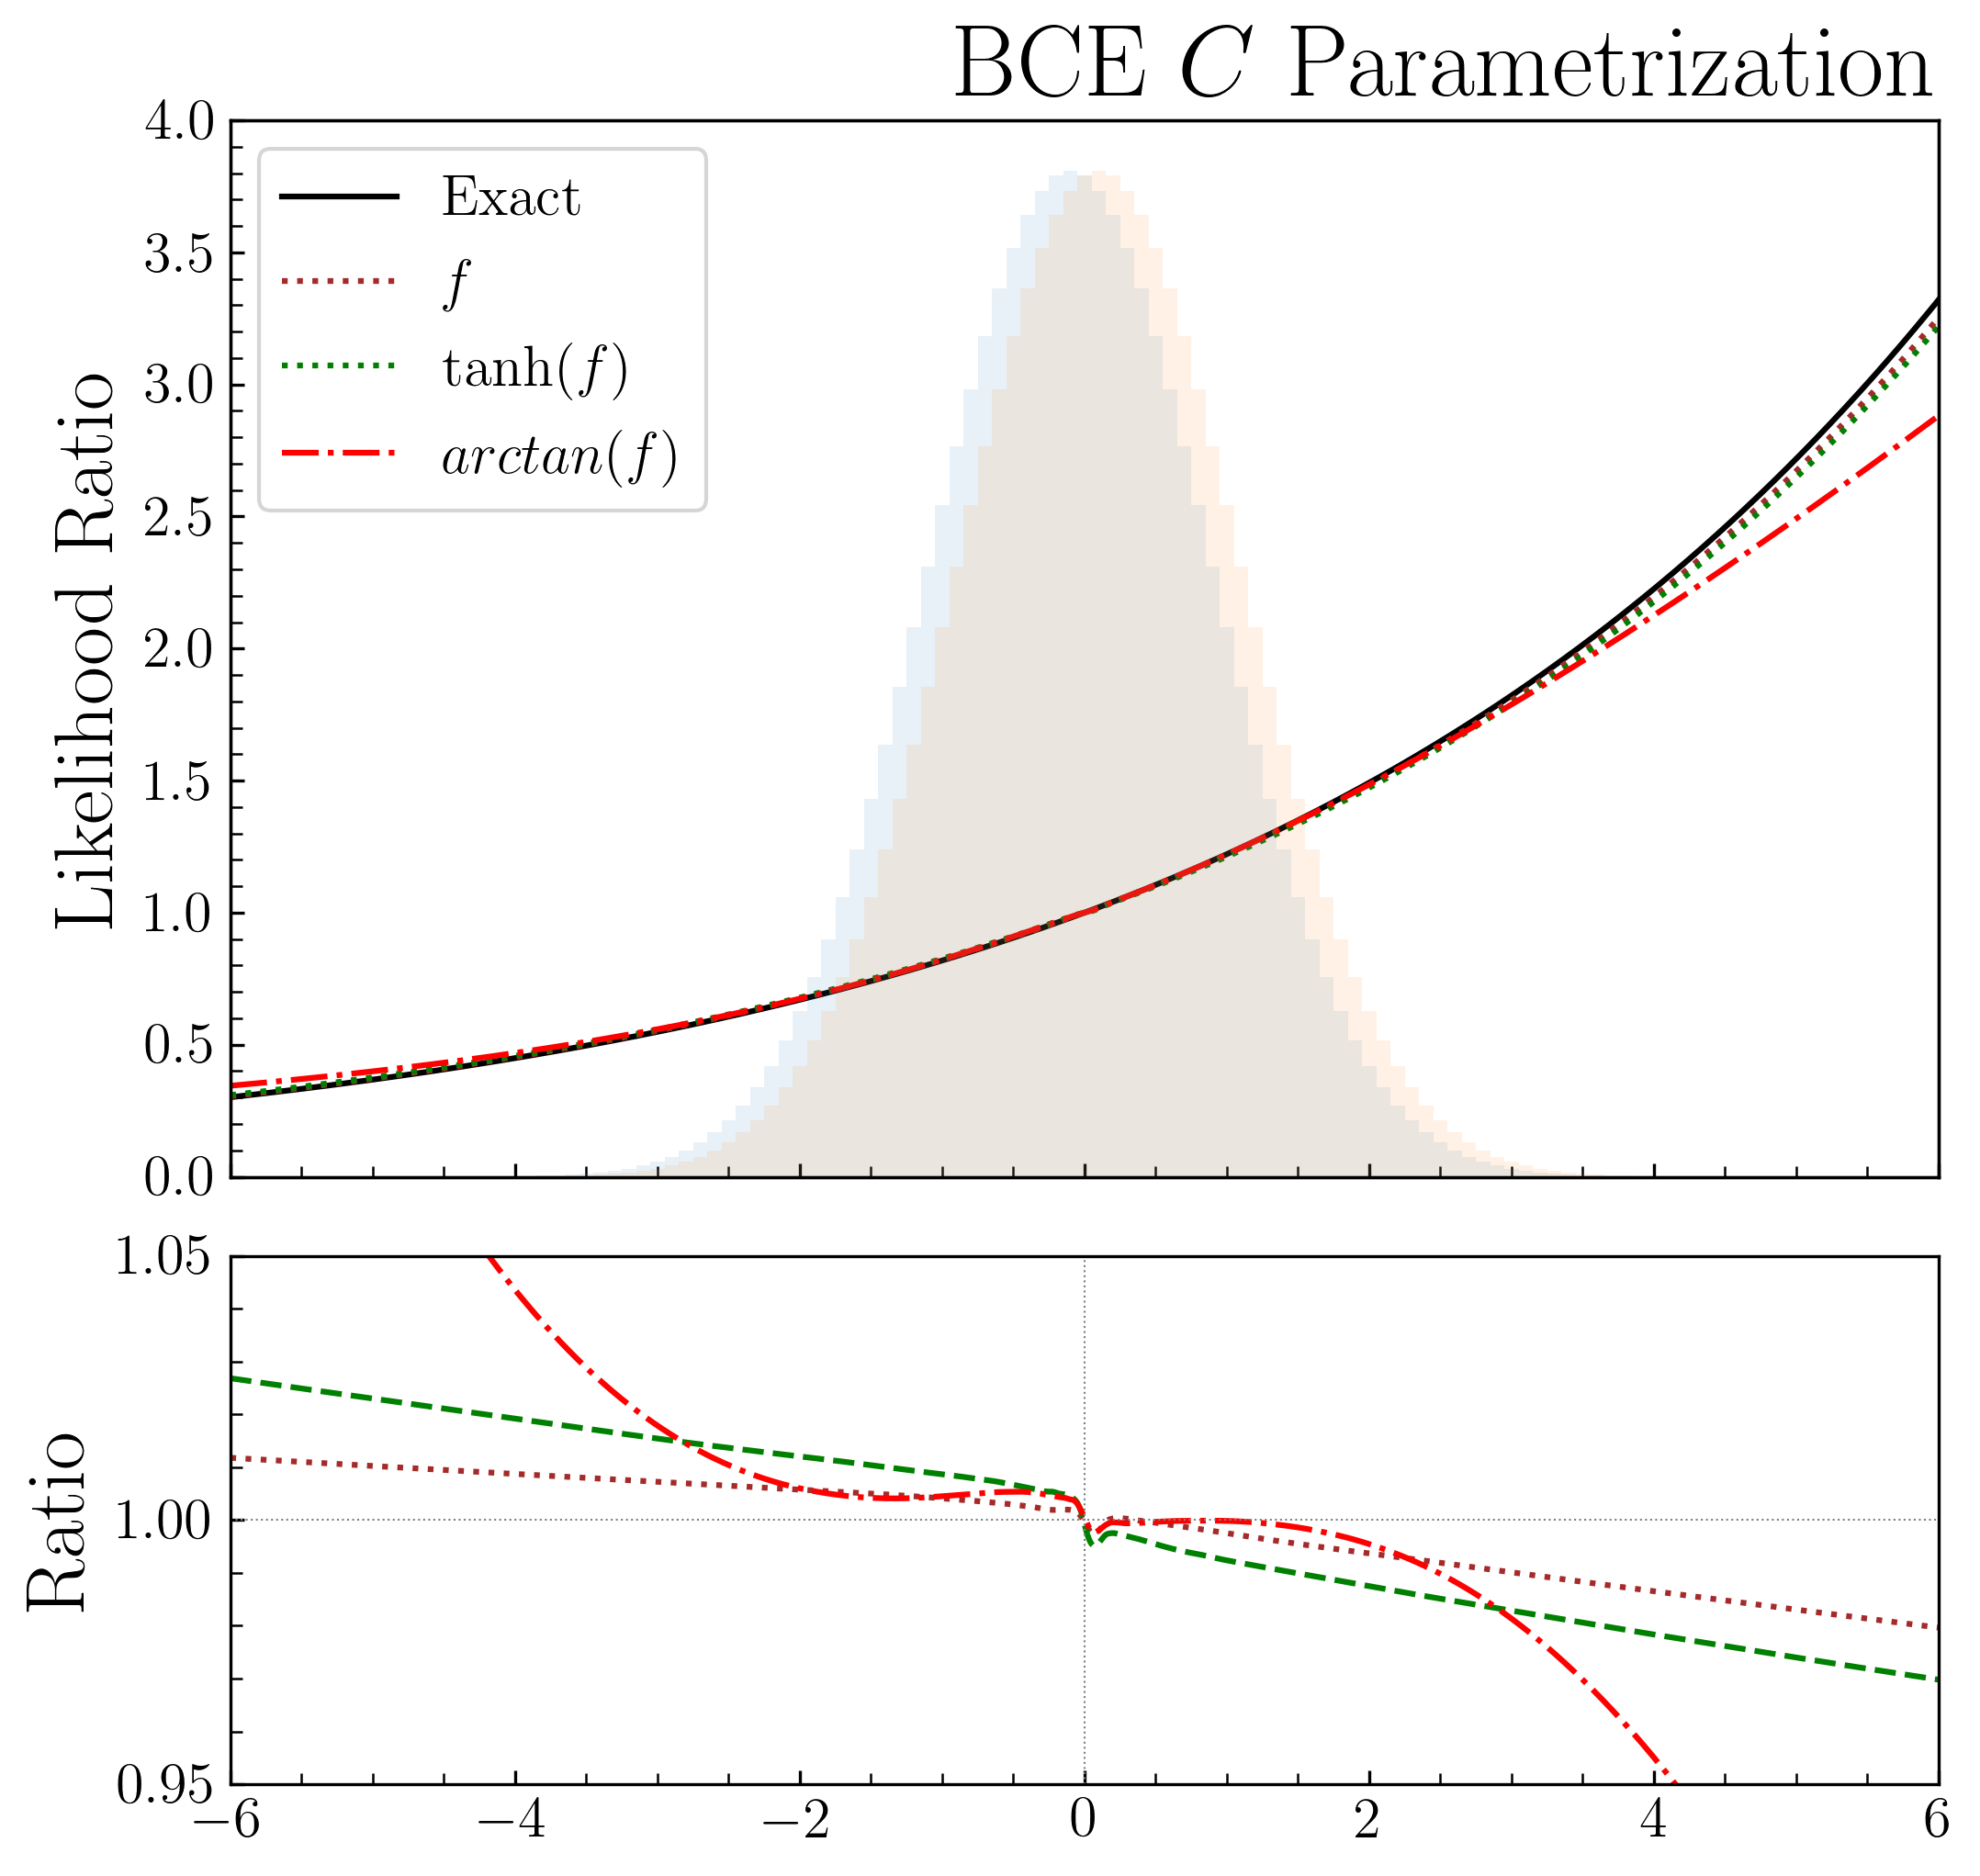 BCE C Parametrization
4.0
3.5
3.0
2.5
2.0
1.5
1.0
0.5
0.0
Likelihood Ratio
Exact
f
tanh(f)
arctan(f)
1.05
1.00
0.95
Ratio
−6 −4 −2 0 2 4 6